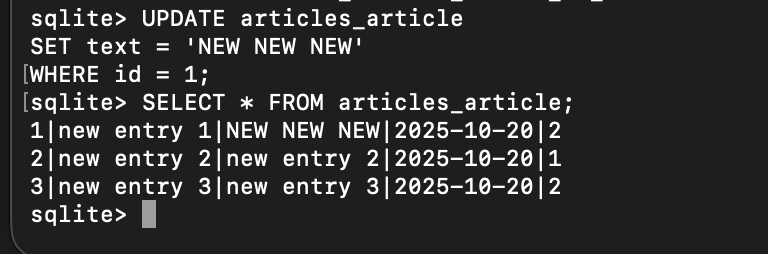 sqlite> UPDATE articles_article
SET text = 'NEW NEW NEW'
[WHERE id = 1;
[sqlite> SELECT * FROM articles_article;
1|new entry 1|NEW NEW NEW|2025-10-20|2
2|new entry 2|new entry 2|2025-10-20|1
3|new entry 3|new entry 3|2025-10-20|2
sqlite>